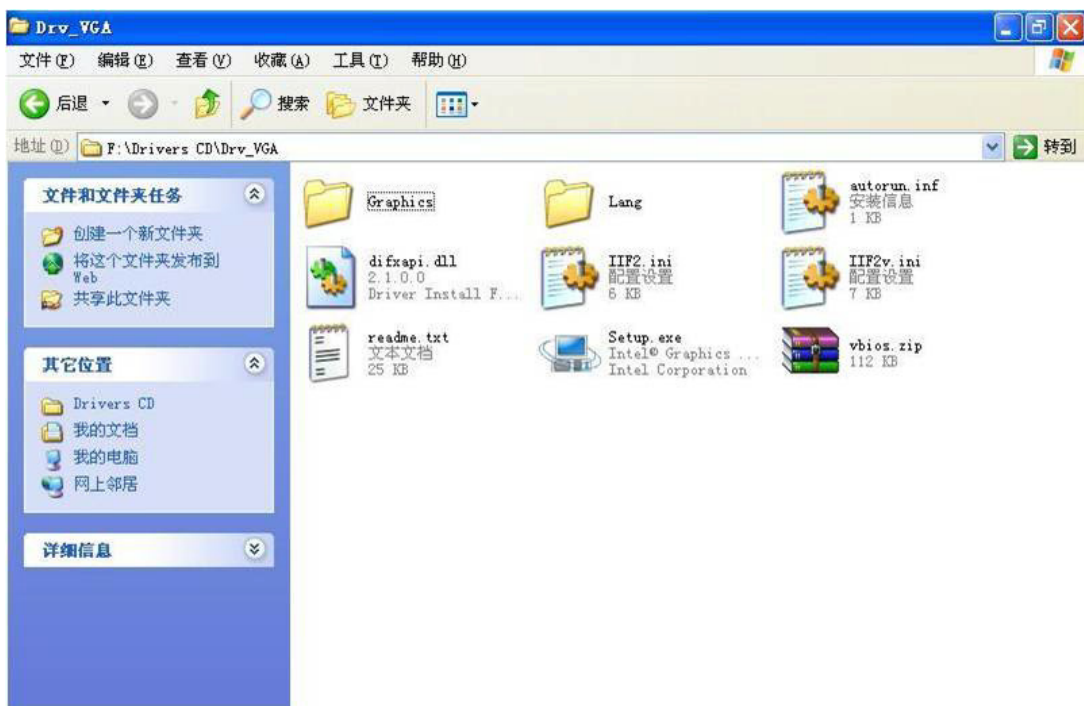 Drv_VGA
文件(F) 编辑(E) 查看(V) 收藏(A) 工具(T) 帮助(H)
后退 搜索 文件夹
地址(D) F:\Drivers CD\Drv_VGA 转到
文件和文件夹任务
创建一个新文件夹
将这个文件夹发布到
Web
共享此文件夹
其它位置
Drivers CD
我的文档
我的电脑
网上邻居
详细信息
Graphics
Lang
autorun.inf
安装信息
1 KB
difxapi.dll
2.1.0.0
Driver Install F...
IIF2.ini
配置设置
6 KB
IIF2v.ini
配置设置
7 KB
readme.txt
文本文档
25 KB
Setup.exe
Intel® Graphics ...
Intel Corporation
vbios.zip
112 KB